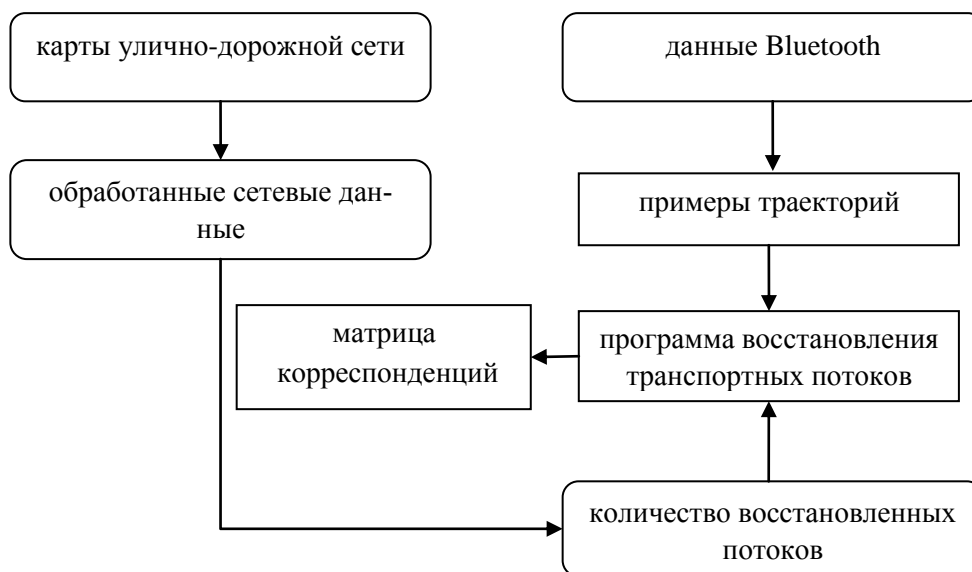 карты улично-дорожной сети
данные Bluetooth
обработанные сетевые дан-
ные
примеры траекторий
матрица
корреспонденций
программа восстановления
транспортных потоков
количество восстановленных
потоков